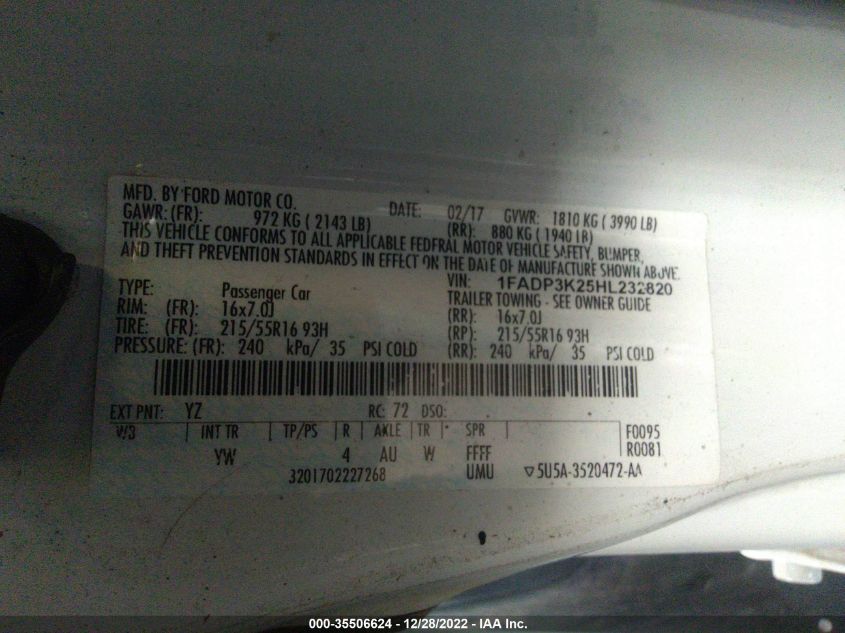 MFD. BY FORD MOTOR CO. DATE: 02/17 GVWR: 1810 KG ( 3990 LB)
GAWR: (FR): 972 KG ( 2143 LB) (RR): 880 KG ( 1940 LB)
THIS VEHICLE CONFORMS TO ALL APPLICABLE FEDERAL MOTOR VEHICLE SAFETY, BUMPER,
AND THEFT PREVENTION STANDARDS IN EFFECT ON THE DATE OF MANUFACTURE SHOWN ABOVE.
VIN: 1FADP3K25HL232820
TYPE: Passenger Car TRAILER TOWING - SEE OWNER GUIDE
RIM: (FR): 16x7.0J (RR): 16x7.0J
TIRE: (FR): 215/55R16 93H (RR): 215/55R16 93H
PRESSURE: (FR): 240 kPa/ 35 PSI COLD (RR): 240 kPa/ 35 PSI COLD
EXT PNT: YZ RC: 72 DSO:
WB INT TR TP/PS R AXLE TR SPR F0095
YW 4 AU W FFFF R0081
3201702227268 UMU ▽5U5A-3520472-AA
000-35506624 - 12/28/2022 - IAA Inc.